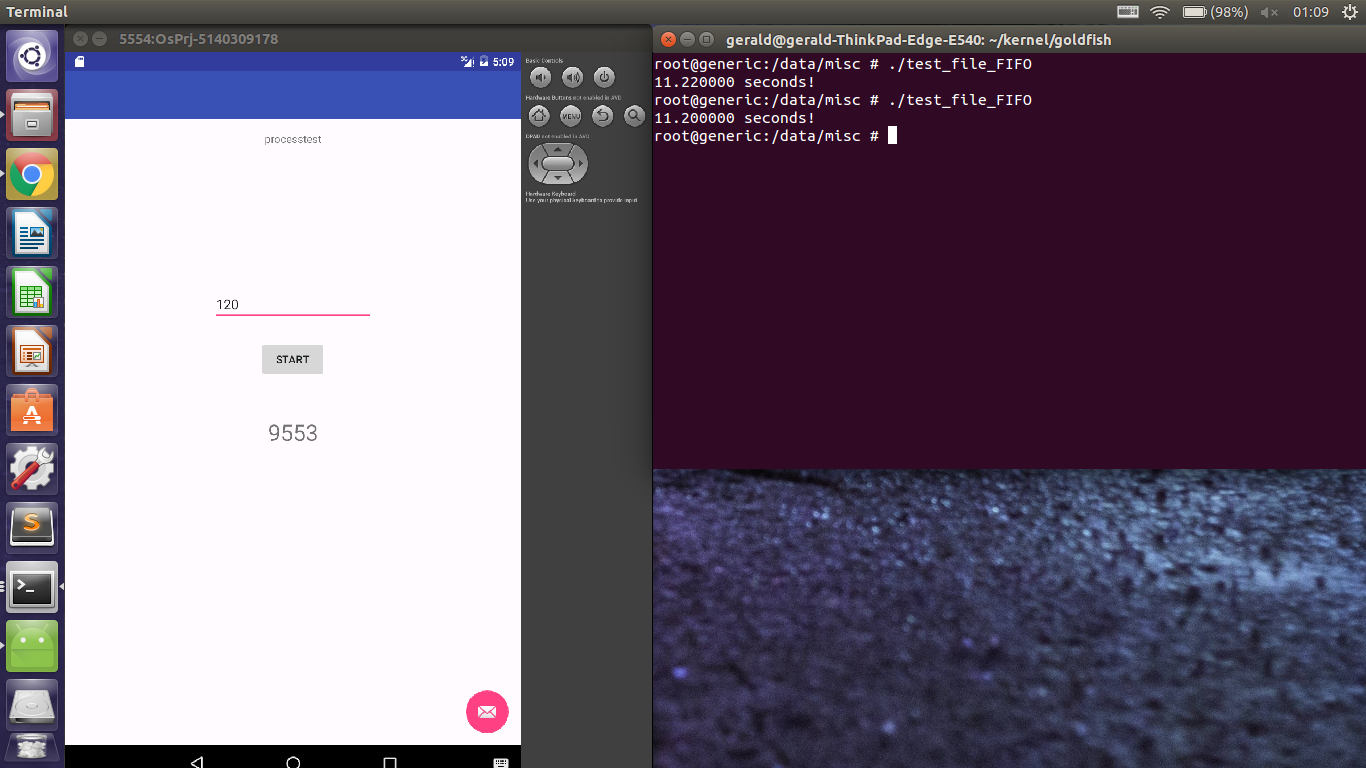 Terminal
(98%)
01:09
5554:OsPrj-5140309178
5:09
processtest
120
START
9553
Basic Controls
Hardware Buttons not enabled in AVD
MENU
DPAD not enabled in AVD
Hardware Keyboard
Use your physical keyboard to provide input
gerald@gerald-ThinkPad-Edge-E540: ~/kernel/goldfish
root@generic:/data/misc # ./test_file_FIFO
11.220000 seconds!
root@generic:/data/misc # ./test_file_FIFO
11.200000 seconds!
root@generic:/data/misc #